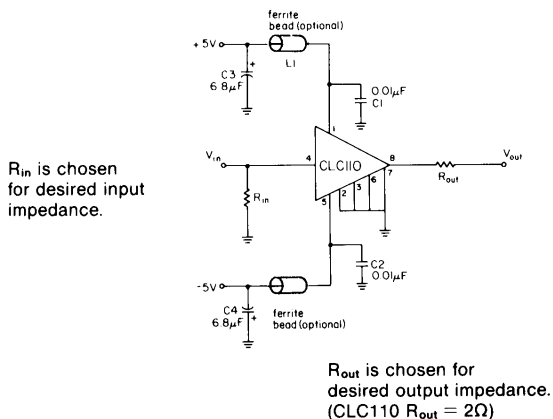 ferrite
bead (optional)
+5V
L1
C3
+
6.8μF
0.01μF
C1
1
Vin
4
CLC110
8
Vout
Rin
5
2
3
6
7
Rout
Rin is chosen
for desired input
impedance.
C2
0.01μF
-5V
C4
6.8μF
+
ferrite
bead (optional)
Rout is chosen for
desired output impedance.
(CLC110 Rout = 2Ω)